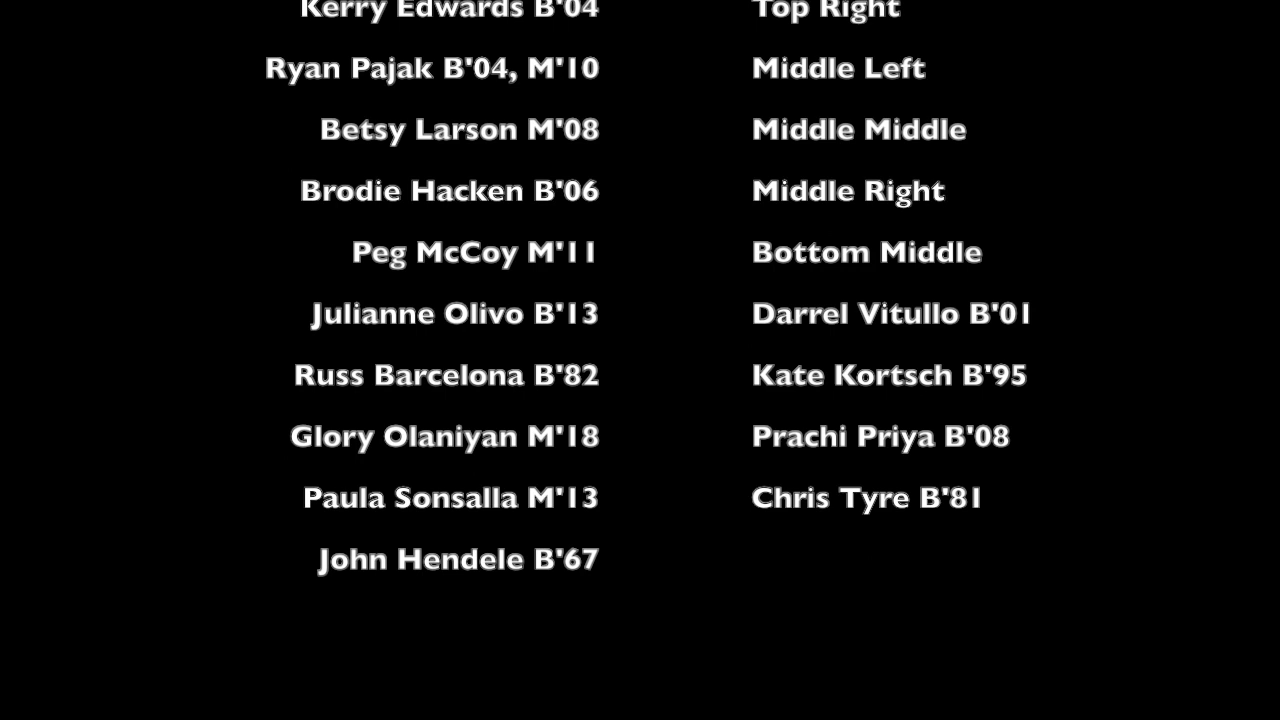 Kerry Edwards B'04 Top Right
Ryan Pajak B'04, M'10 Middle Left
Betsy Larson M'08 Middle Middle
Brodie Hacken B'06 Middle Right
Peg McCoy M'11 Bottom Middle
Julianne Olivo B'13 Darrel Vitullo B'01
Russ Barcelona B'82 Kate Kortsch B'95
Glory Olaniyan M'18 Prachi Priya B'08
Paula Sonsalla M'13 Chris Tyre B'81
John Hendele B'67